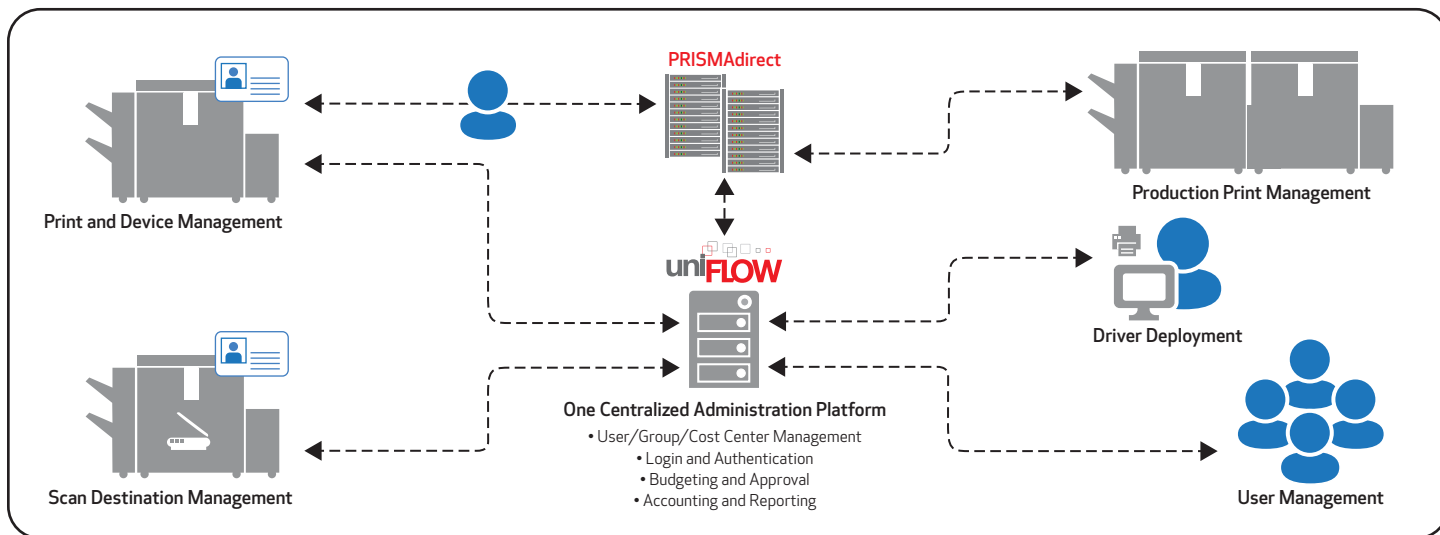 PRISMAdirect
Print and Device Management
Production Print Management
uniFLOW
Driver Deployment
One Centralized Administration Platform
• User/Group/Cost Center Management
• Login and Authentication
• Budgeting and Approval
• Accounting and Reporting
Scan Destination Management
User Management